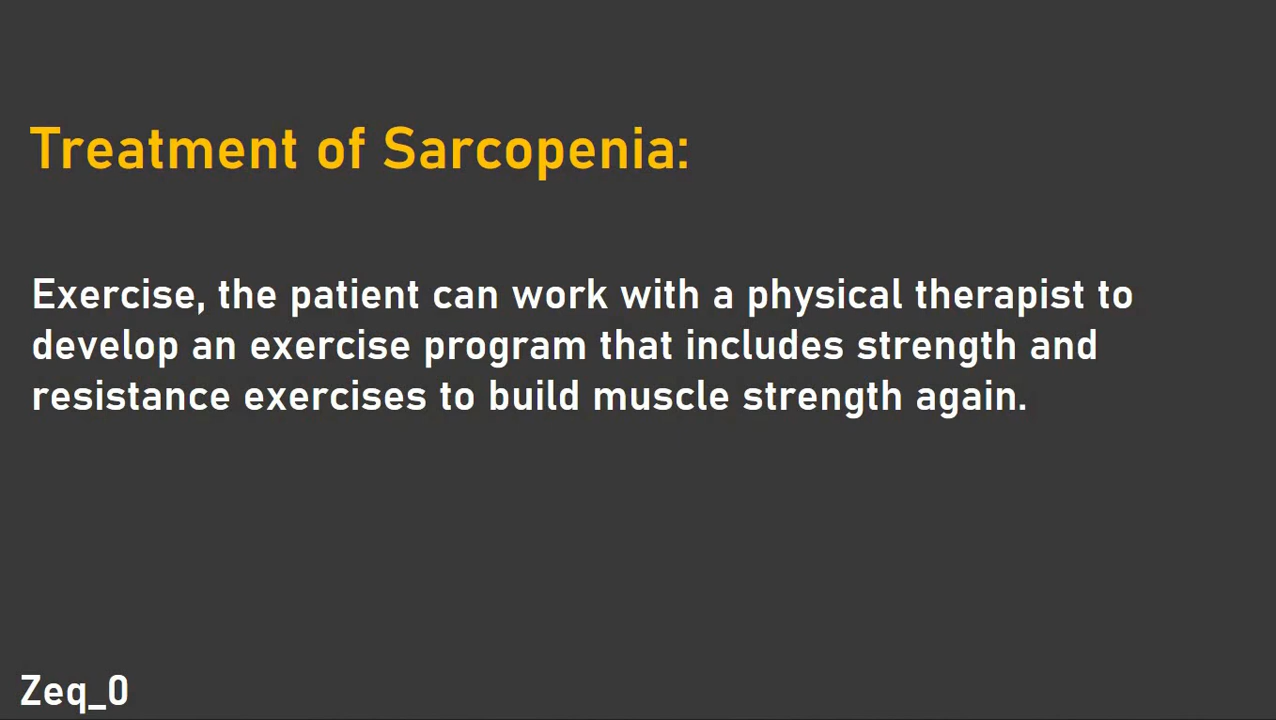 Treatment of Sarcopenia:
Exercise, the patient can work with a physical therapist to
develop an exercise program that includes strength and
resistance exercises to build muscle strength again.
Zeq_0